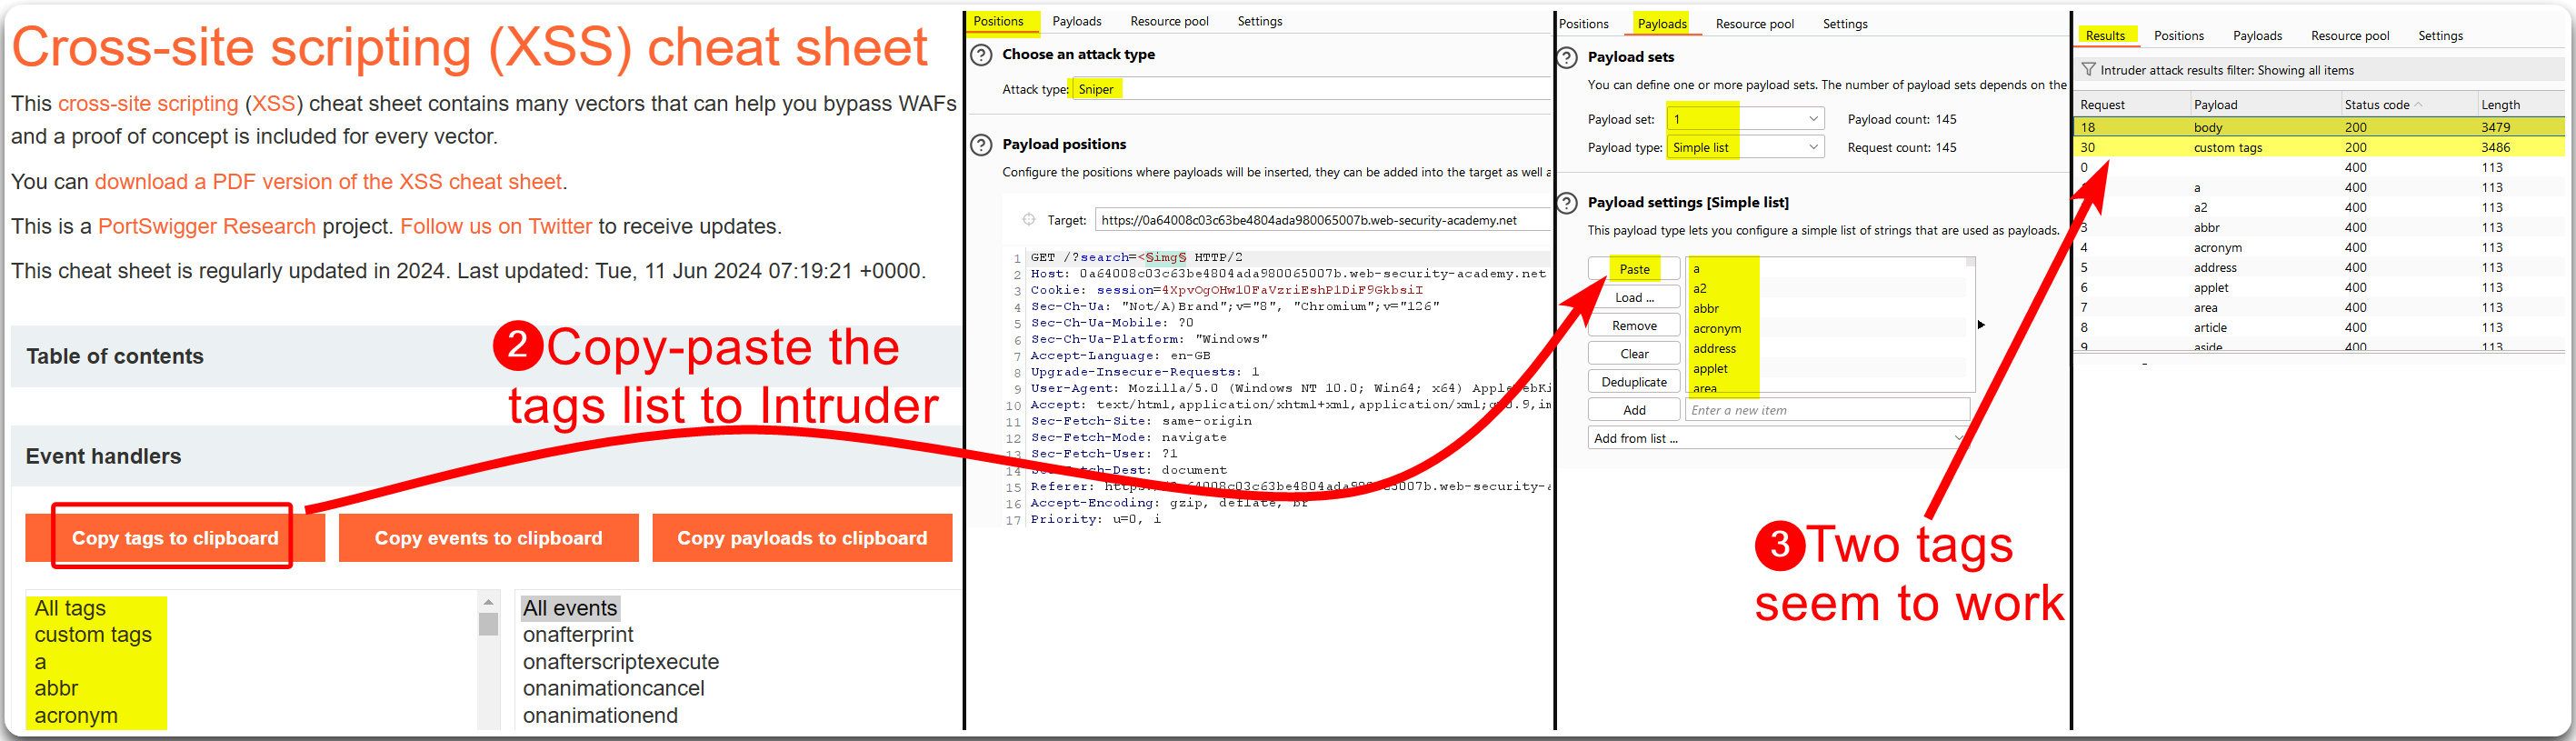 Cross-site scripting (XSS) cheat sheet
This cross-site scripting (XSS) cheat sheet contains many vectors that can help you bypass WAFs
and a proof of concept is included for every vector.
You can download a PDF version of the XSS cheat sheet.
This is a PortSwigger Research project. Follow us on Twitter to receive updates.
This cheat sheet is regularly updated in 2024. Last updated: Tue, 11 Jun 2024 07:19:21 +0000.
Table of contents
Event handlers
Copy tags to clipboard
Copy events to clipboard
Copy payloads to clipboard
All tags
custom tags
a
abbr
acronym
All events
onafterprint
onafterscriptexecute
onanimationcancel
onanimationend
2 Copy-paste the
tags list to Intruder
Positions Payloads Resource pool Settings
? Choose an attack type
Attack type: Sniper
? Payload positions
Configure the positions where payloads will be inserted, they can be added into the target as well a
Target: https://0a64008c03c63be4804ada980065007b.web-security-academy.net
1 GET /?search=<§img§ HTTP/2
2 Host: 0a64008c03c63be4804ada980065007b.web-security-academy.net
3 Cookie: session=4XpvOgOHwl0FaVzriEshPlDiF9GkbsiI
4 Sec-Ch-Ua: "Not/A)Brand";v="8", "Chromium";v="126"
5 Sec-Ch-Ua-Mobile: ?0
6 Sec-Ch-Ua-Platform: "Windows"
7 Accept-Language: en-GB
8 Upgrade-Insecure-Requests: 1
9 User-Agent: Mozilla/5.0 (Windows NT 10.0; Win64; x64)
10 Accept: text/html,application/xhtml+xml,application/xml;
11 Sec-Fetch-Site: same-origin
12 Sec-Fetch-Mode: navigate
13 Sec-Fetch-User: ?1
14 document
15 Referer: .web-security-a
16 Accept-Encoding: gzip, deflate, br
17 Priority: u=0, i
Positions Payloads Resource pool Settings
? Payload sets
You can define one or more payload sets. The number of payload sets depends on the
Payload set: 1 Payload count: 145
Payload type: Simple list Request count: 145
? Payload settings [Simple list]
This payload type lets you configure a simple list of strings that are used as payloads.
Paste
Load ...
Remove
Clear
Deduplicate
Add
a
a2
abbr
acronym
address
applet
area
Enter a new item
Add from list ...
3 Two tags
seem to work
Results Positions Payloads Resource pool Settings
Intruder attack results filter: Showing all items
Request Payload Status code Length
18 body 200 3479
30 custom tags 200 3486
0 400 113
a 400 113
a2 400 113
3 abbr 400 113
4 acronym 400 113
5 address 400 113
6 applet 400 113
7 area 400 113
8 article 400 113
9 aside 400 113